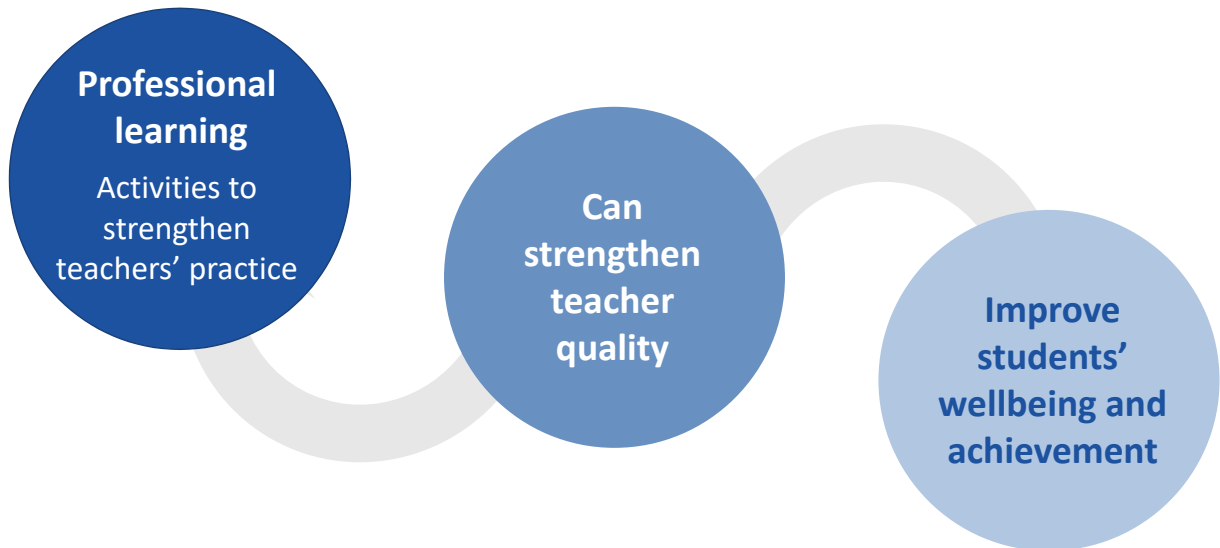 Professional
learning
Activities to
strengthen
teachers’ practice
Can
strengthen
teacher
quality
Improve
students’
wellbeing and
achievement